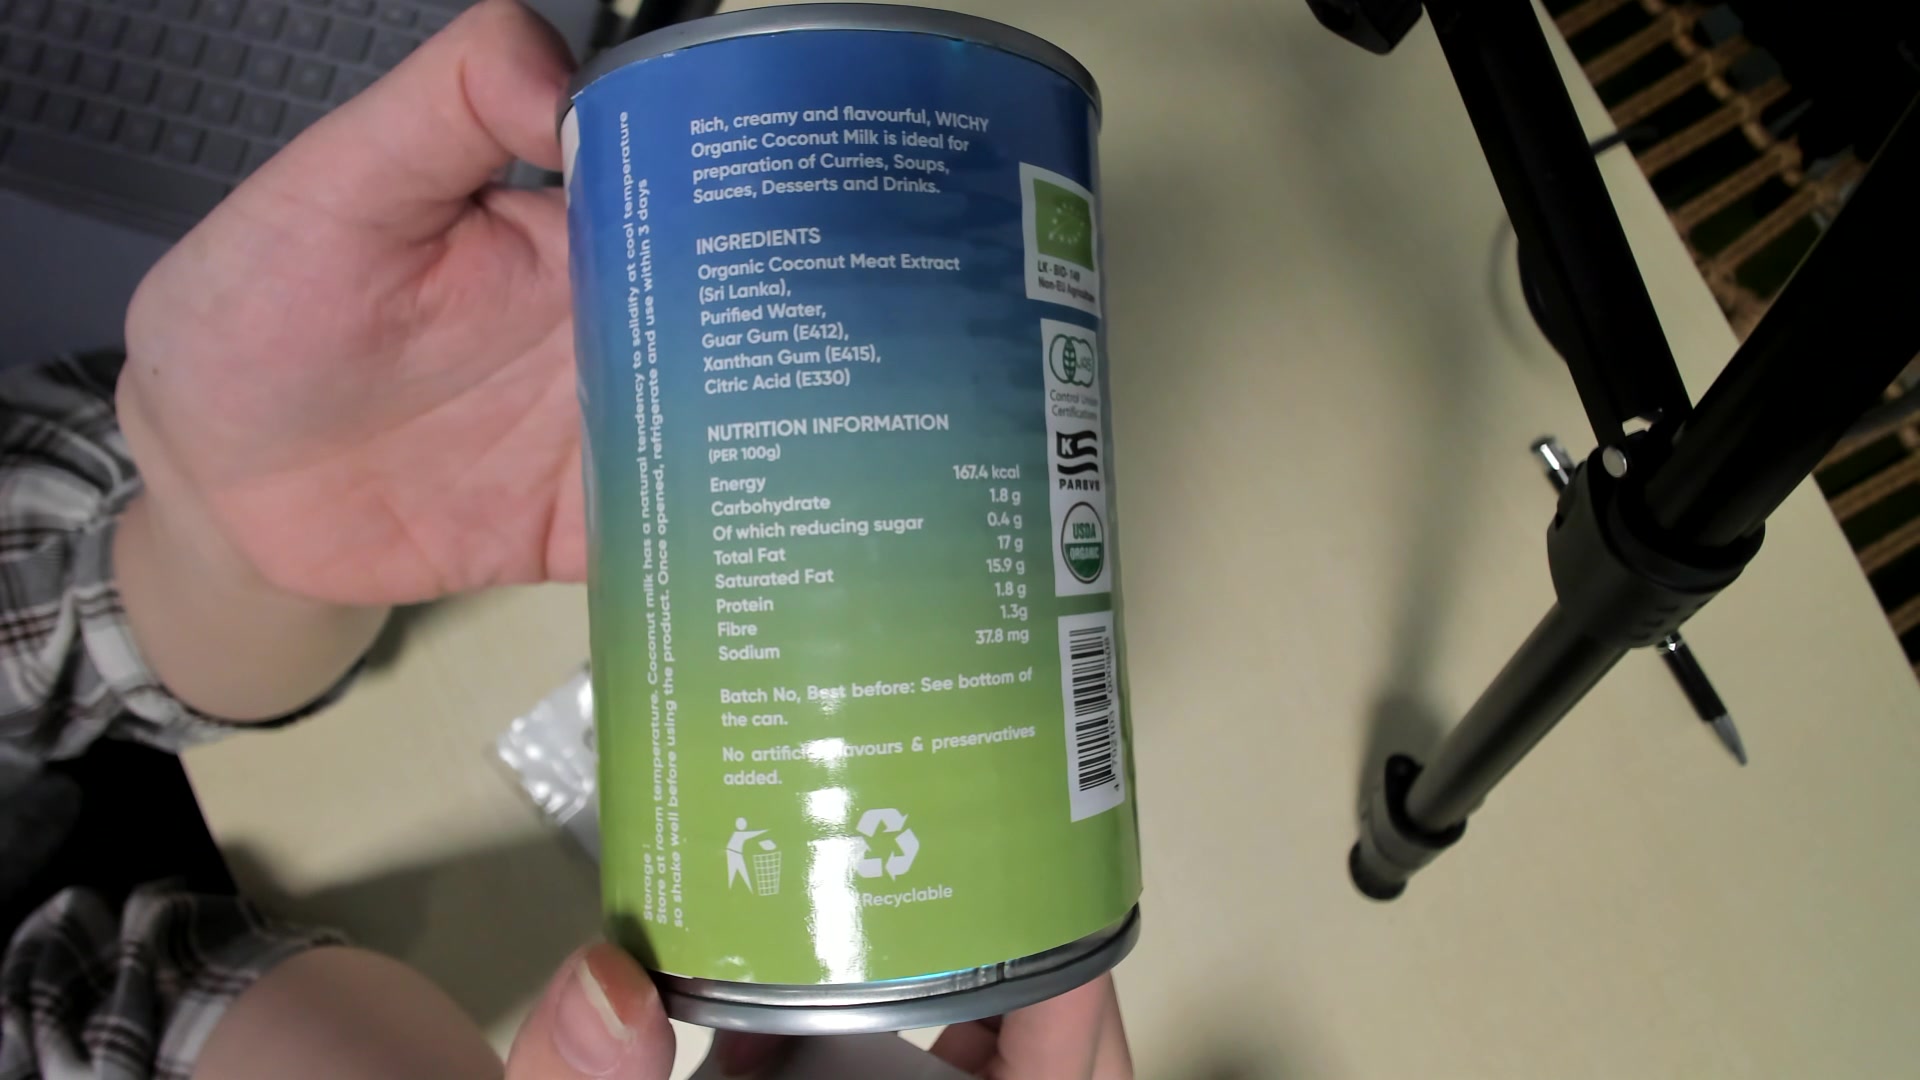 Rich, creamy and flavourful, WICHY
Organic Coconut Milk is ideal for
preparation of Curries, Soups,
Sauces, Desserts and Drinks.
INGREDIENTS
Organic Coconut Meat Extract
(Sri Lanka),
Purified Water,
Guar Gum (E412),
Xanthan Gum (E415),
Citric Acid (E330)
NUTRITION INFORMATION
(PER 100g)
Energy 167.4 kcal
Carbohydrate 1.8 g
Of which reducing sugar 0.4 g
Total Fat 17 g
Saturated Fat 15.9 g
Protein 1.8 g
Fibre 1.3g
Sodium 37.8 mg
Batch No, Best before: See bottom of
the can.
No artificial flavours & preservatives
added.
Recyclable
Storage :
Store at room temperature. Coconut milk has a natural tendency to solidify at cool temperature
so shake well before using the product. Once opened, refrigerate and use within 3 days
LK-BIO-149
Non-EU Agriculture
JAS
Control Union
Certifications
K
PAREVE
USDA
ORGANIC